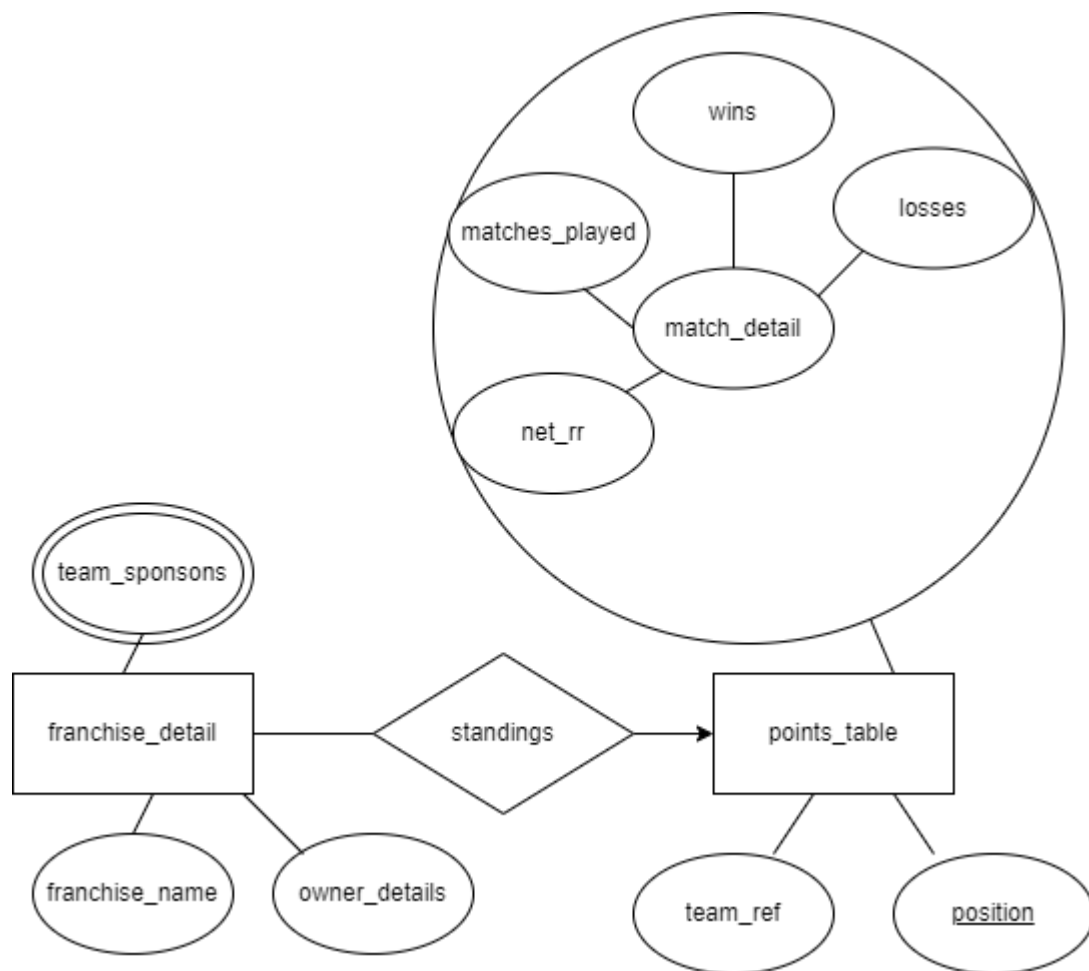 wins
losses
matches_played
match_detail
net_rr
team_sponsons
franchise_detail
standings
points_table
franchise_name
owner_details
team_ref
position